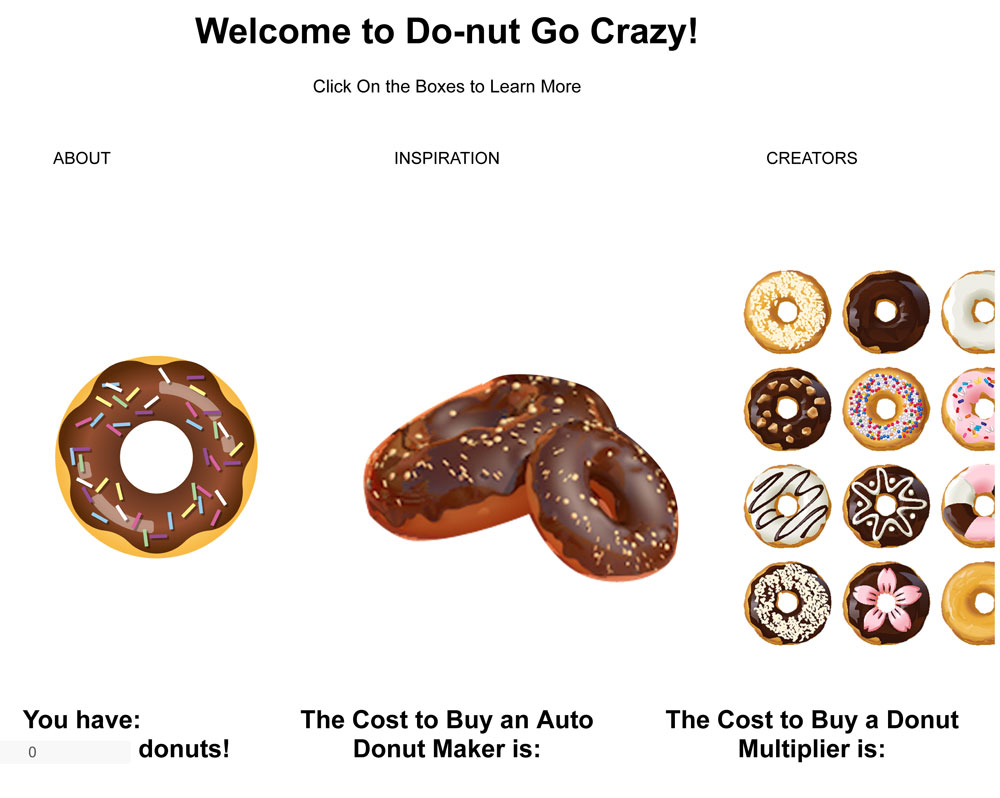 Welcome to Do-nut Go Crazy!
Click On the Boxes to Learn More
ABOUT
INSPIRATION
CREATORS
You have:
0 donuts!
The Cost to Buy an Auto
Donut Maker is:
The Cost to Buy a Donut
Multiplier is: